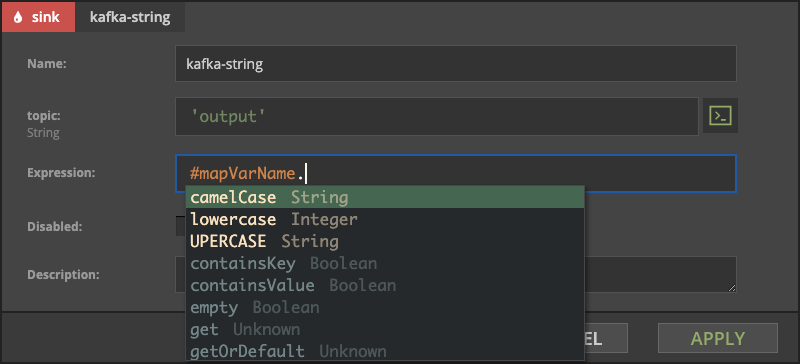 sink kafka-string
Name: kafka-string
topic: 'output'
String
Expression: #mapVarName.
camelCase String
lowercase Integer
Disabled:
UPERCASE String
containsKey Boolean
Description:
containsValue Boolean
empty Boolean
get Unknown
EL APPLY
getOrDefault Unknown